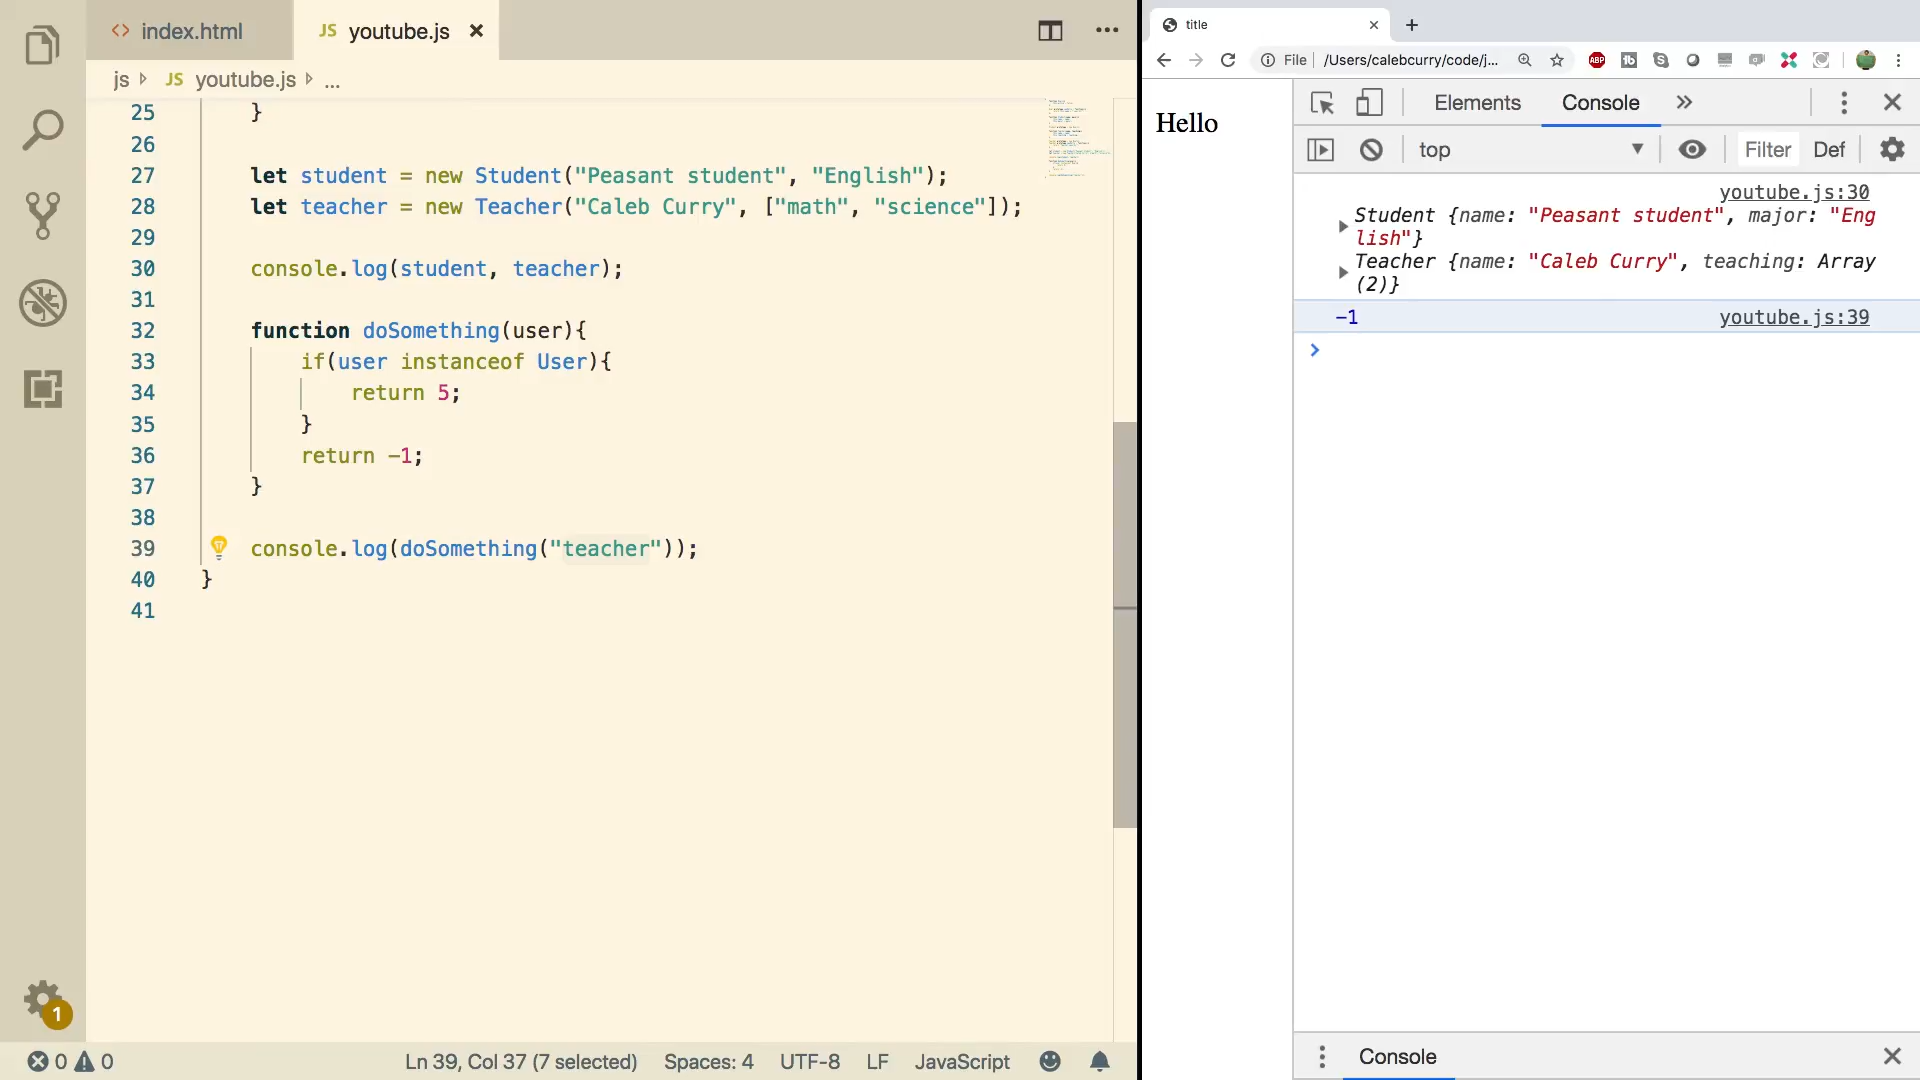 index.html
JS youtube.js
js JS youtube.js ...
25 }
26
27 let student = new Student("Peasant student", "English");
28 let teacher = new Teacher("Caleb Curry", ["math", "science"]);
29
30 console.log(student, teacher);
31
32 function doSomething(user){
33 if(user instanceof User){
34 return 5;
35 }
36 return -1;
37 }
38
39 console.log(doSomething("teacher"));
40 }
41
1
0 0 Ln 39, Col 37 (7 selected) Spaces: 4 UTF-8 LF JavaScript
title
File /Users/calebcurry/code/j... ABP
Hello
Elements Console
top Filter Def
youtube.js:30
Student {name: "Peasant student", major: "Eng
lish"}
Teacher {name: "Caleb Curry", teaching: Array
(2)}
-1 youtube.js:39
Console